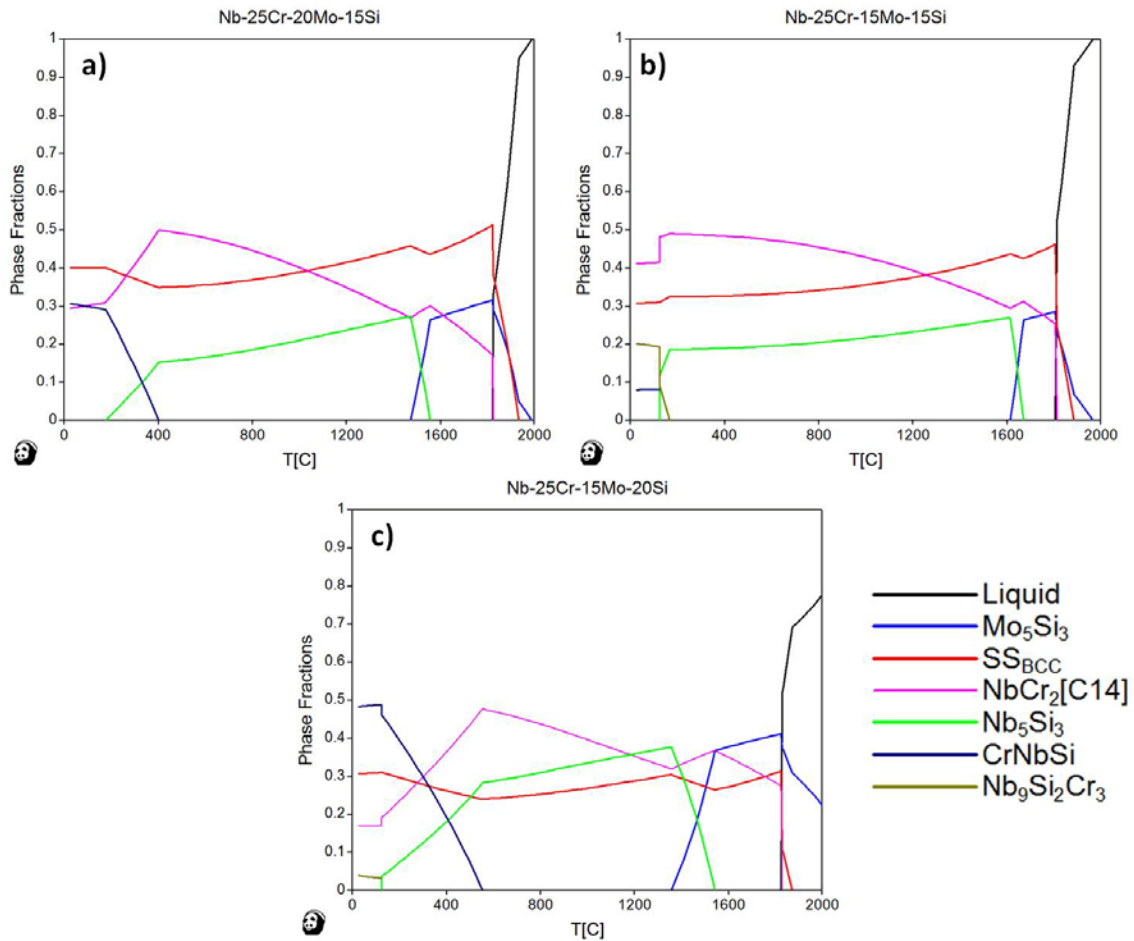 Nb-25Cr-20Mo-15Si
a)
1
0.9
0.8
0.7
0.6
0.5
0.4
0.3
0.2
0.1
0
Phase Fractions
0 400 800 1200 1600 2000
T[C]
Nb-25Cr-15Mo-15Si
b)
1
0.9
0.8
0.7
0.6
0.5
0.4
0.3
0.2
0.1
0
Phase Fractions
0 400 800 1200 1600 2000
T[C]
Nb-25Cr-15Mo-20Si
c)
1
0.9
0.8
0.7
0.6
0.5
0.4
0.3
0.2
0.1
0
Phase Fractions
0 400 800 1200 1600 2000
T[C]
Liquid
Mo₅Si₃
SS_BCC
NbCr₂[C14]
Nb₅Si₃
CrNbSi
Nb₉Si₂Cr₃